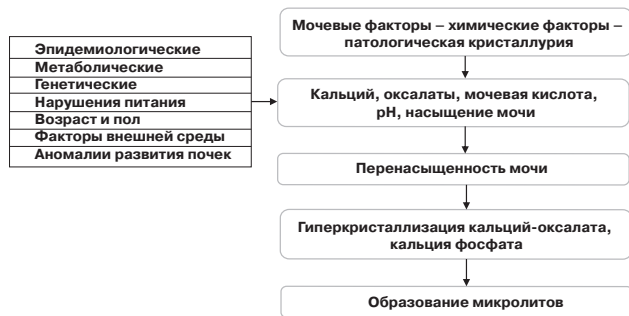 Мочевые факторы – химические факторы –
патологическая кристаллурия
Эпидемиологические
Метаболические
Генетические
Нарушения питания
Возраст и пол
Факторы внешней среды
Аномалии развития почек
Кальций, оксалаты, мочевая кислота,
pH, насыщение мочи
Перенасыщенность мочи
Гиперкристаллизация кальций-оксалата,
кальция фосфата
Образование микролитов